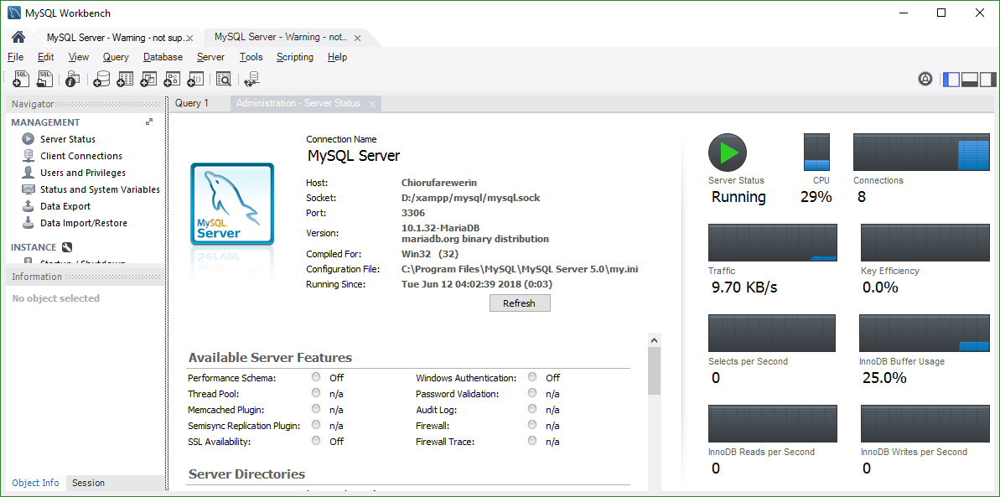 MySQL Workbench
MySQL Server - Warning - not sup...
MySQL Server - Warning - not...
File Edit View Query Database Server Tools Scripting Help
SQL
SQL
Navigator
MANAGEMENT
Server Status
Client Connections
Users and Privileges
Status and System Variables
Data Export
Data Import/Restore
INSTANCE
Startup / Shutdown
Information
No object selected
Object Info
Session
Query 1
Administration - Server Status
MySQL
Server
Connection Name
MySQL Server
Host: Chiorufarewerin
Socket: D:/xampp/mysql/mysql.sock
Port: 3306
Version: 10.1.32-MariaDB
mariadb.org binary distribution
Compiled For: Win32 (32)
Configuration File: C:\Program Files\MySQL\MySQL Server 5.0\my.ini
Running Since: Tue Jun 12 04:02:39 2018 (0:03)
Refresh
Available Server Features
Performance Schema: Off
Windows Authentication: Off
Thread Pool: n/a
Password Validation: n/a
Memcached Plugin: n/a
Audit Log: n/a
Semisync Replication Plugin: n/a
Firewall: n/a
SSL Availability: Off
Firewall Trace: n/a
Server Directories
Server Status
Running
CPU
29%
Connections
8
Traffic
9.70 KB/s
Key Efficiency
0.0%
Selects per Second
0
InnoDB Buffer Usage
25.0%
InnoDB Reads per Second
0
InnoDB Writes per Second
0